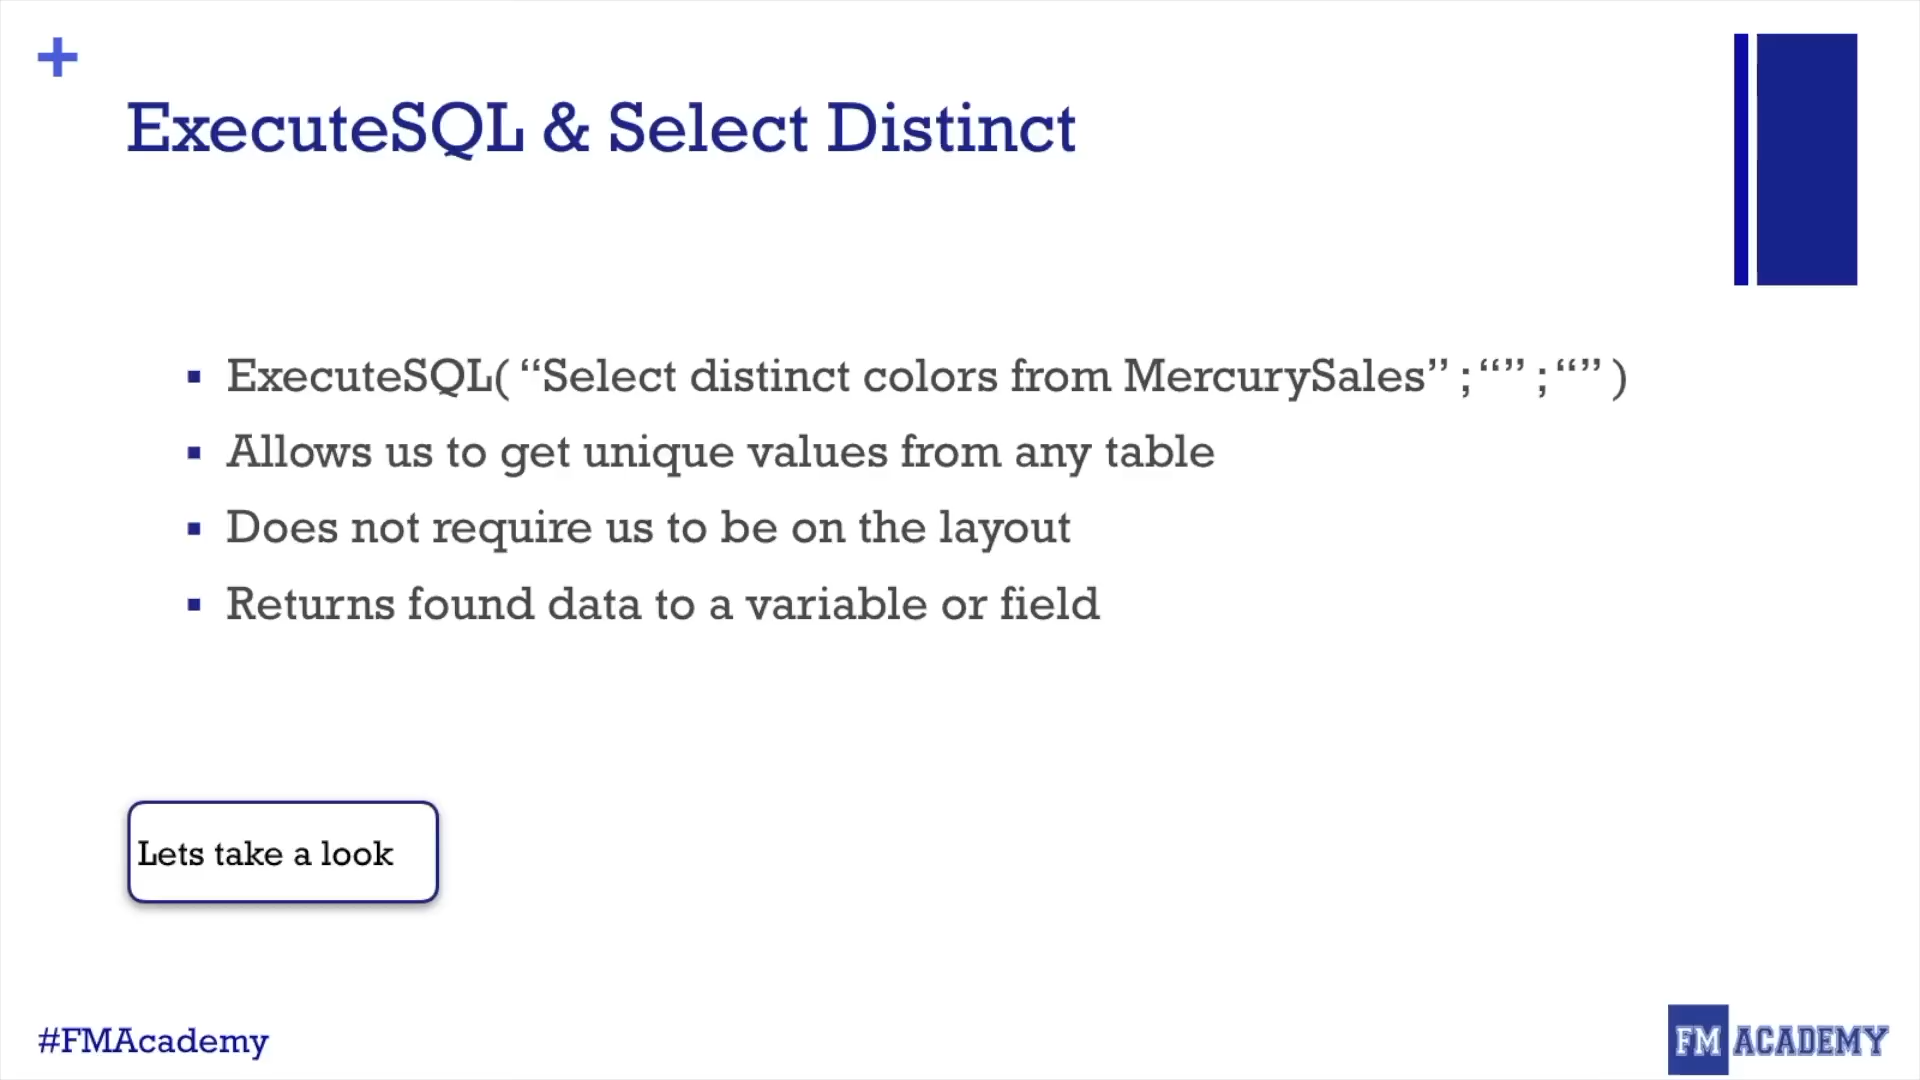 +
ExecuteSQL & Select Distinct
▪ ExecuteSQL( “Select distinct colors from MercurySales” ; “” ; “” )
▪ Allows us to get unique values from any table
▪ Does not require us to be on the layout
▪ Returns found data to a variable or field
Lets take a look
#FMAcademy
FM ACADEMY